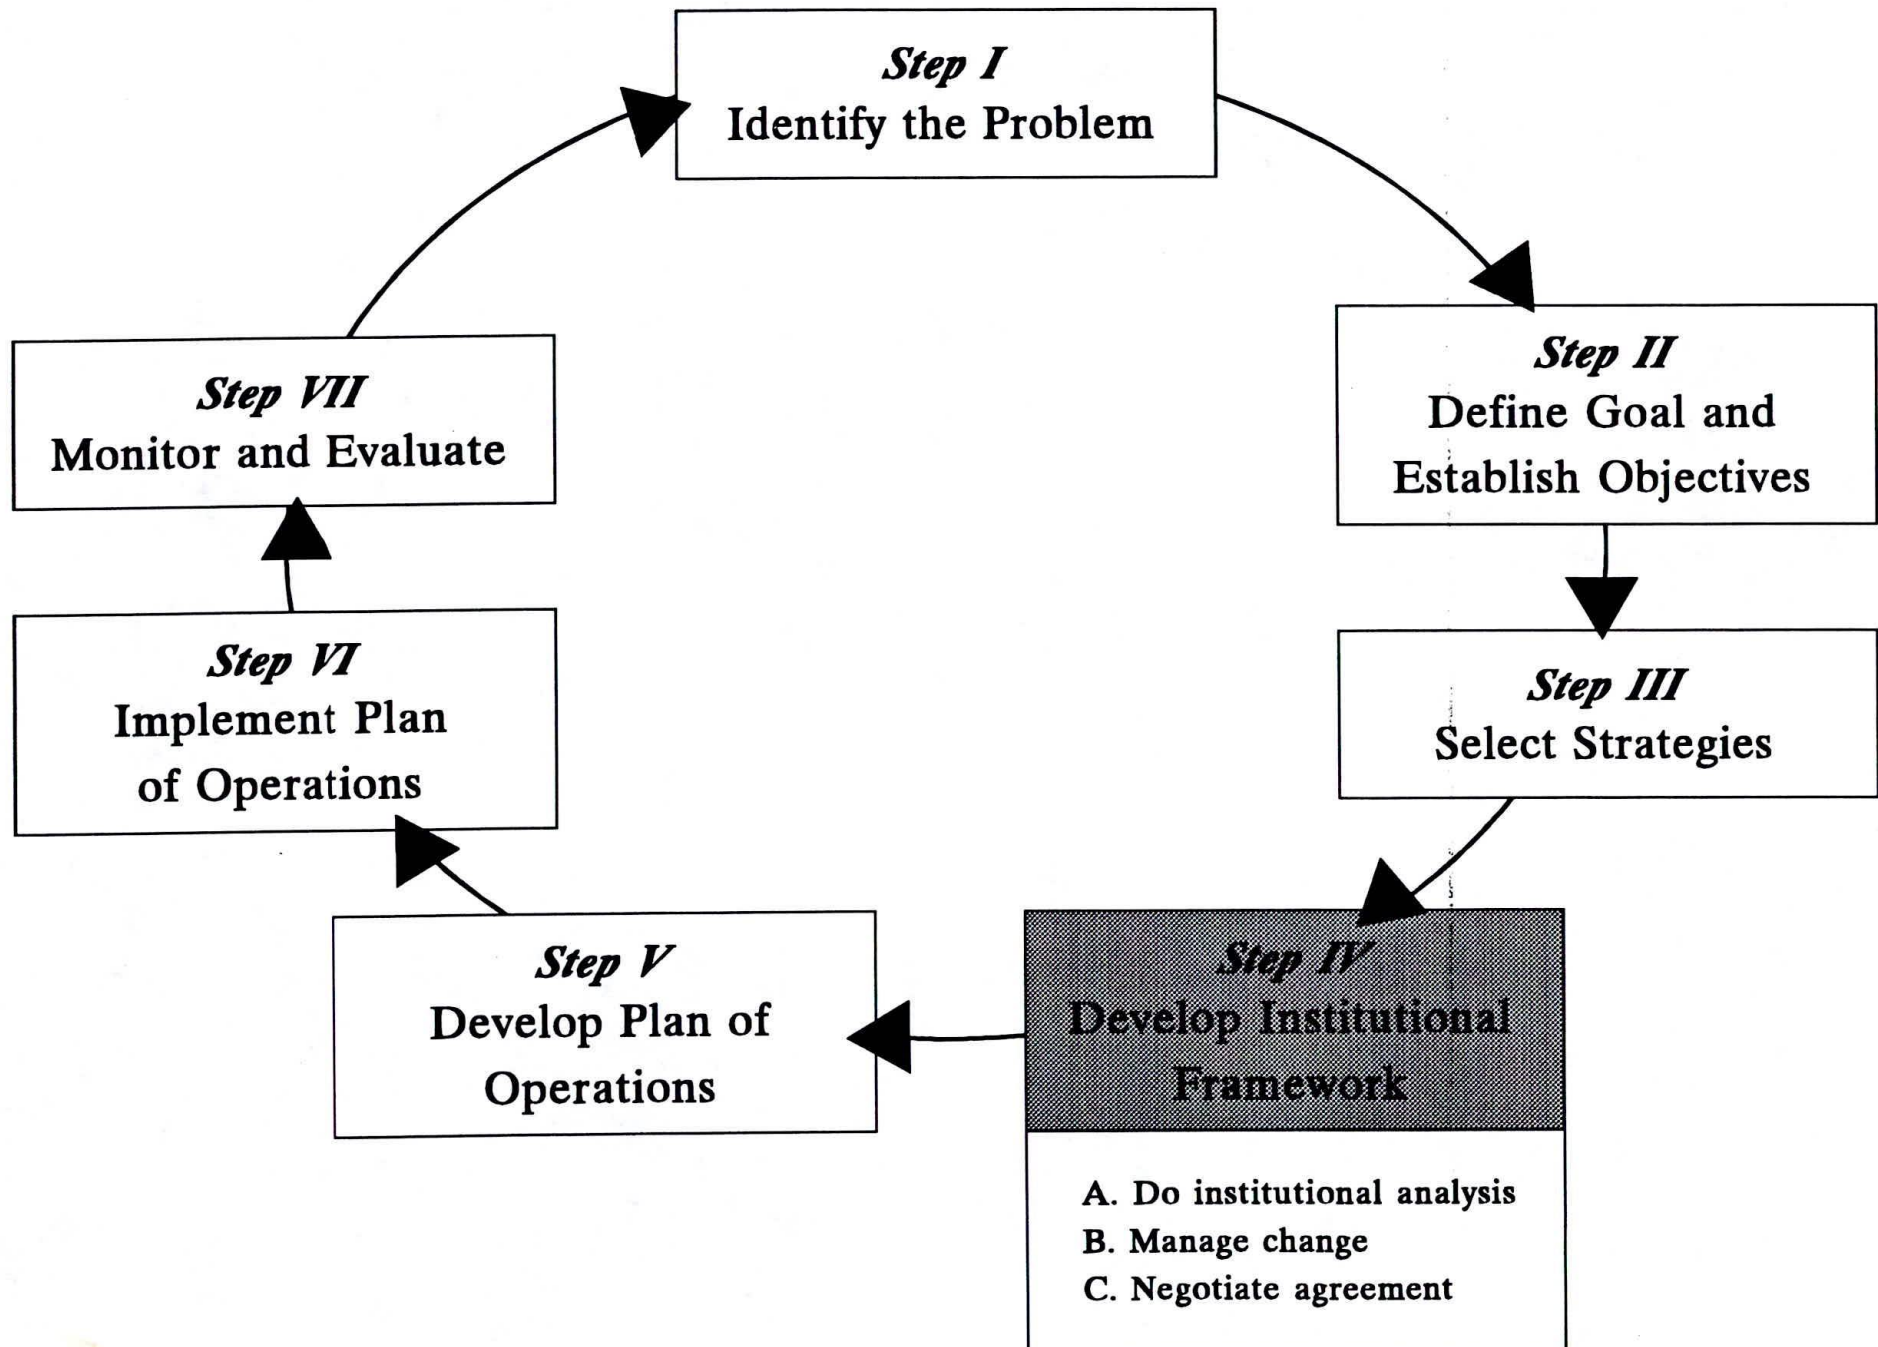 Step I
Identify the Problem
Step II
Define Goal and
Establish Objectives
Step III
Select Strategies
Step IV
Develop Institutional
Framework
A. Do institutional analysis
B. Manage change
C. Negotiate agreement
Step V
Develop Plan of
Operations
Step VI
Implement Plan
of Operations
Step VII
Monitor and Evaluate